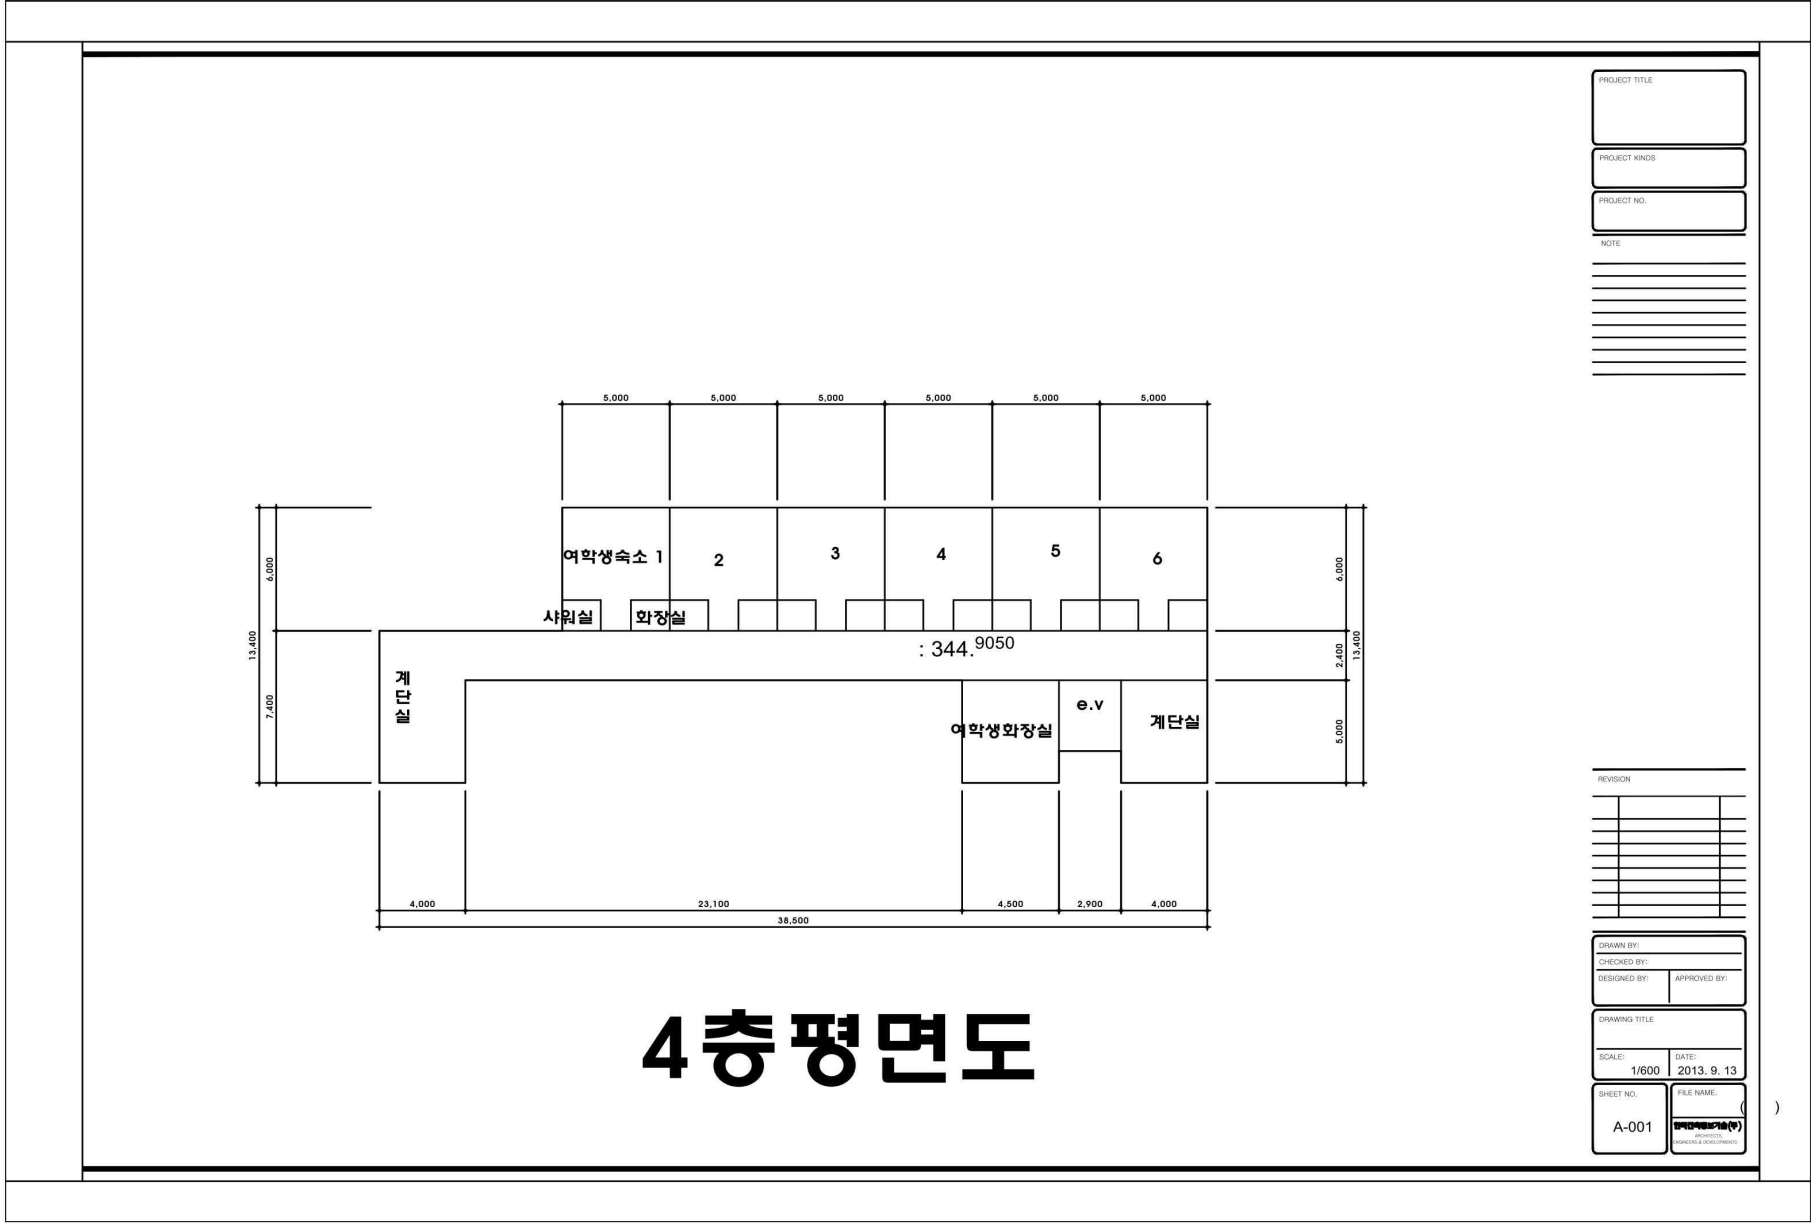 PROJECT TITLE
PROJECT KINDS
PROJECT NO.
NOTE
5,000 5,000 5,000 5,000 5,000 5,000
여학생숙소 1 2 3 4 5 6
샤워실 화장실
: 344.9050
계단실
여학생화장실 e.v 계단실
6,000
13,400
7,400
6,000
2,400
13,400
5,000
4,000 23,100 4,500 2,900 4,000
38,500
4층평면도
REVISION
DRAWN BY:
CHECKED BY:
DESIGNED BY: APPROVED BY:
DRAWING TITLE
SCALE: DATE:
1/600 2013. 9. 13
SHEET NO. FILE NAME.
( )
A-001
ARCHITECTS,
ENGINEERS & DEVELOPMENTS